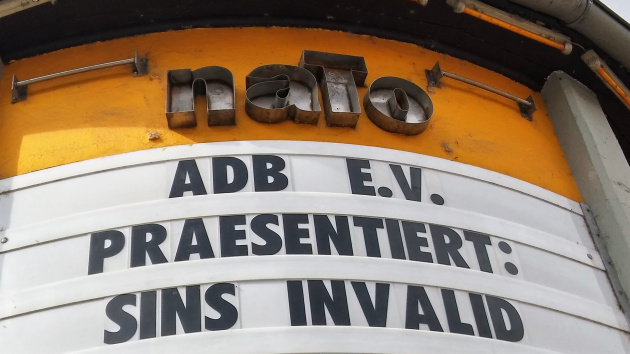 naTo
ADB E.V.
PRAESENTIERT:
SINS INVALID